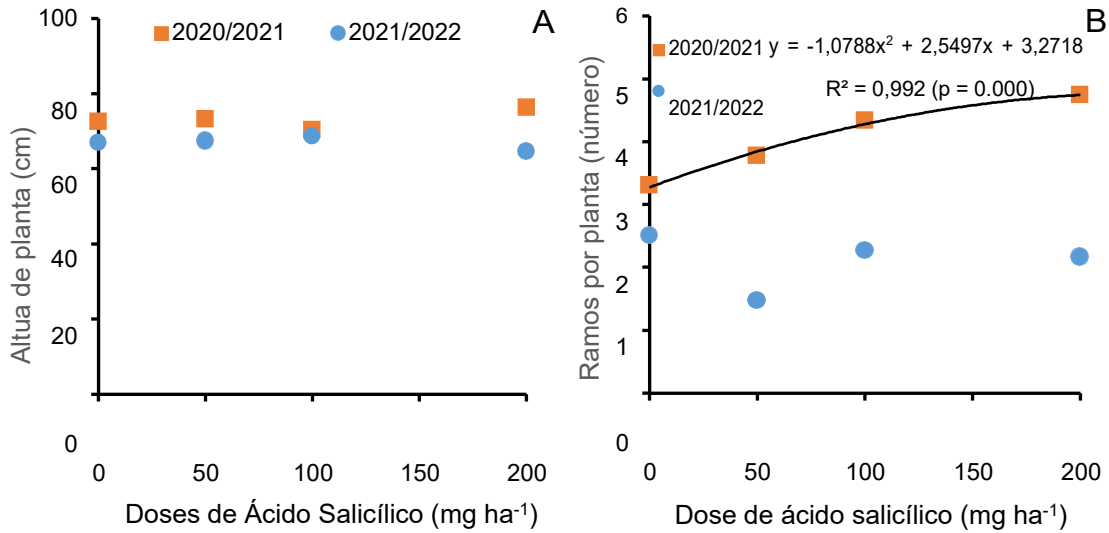 A
2020/2021 2021/2022
100
80
60
40
20
0
Altua de planta (cm)
0 50 100 150 200
Doses de Ácido Salicílico (mg ha⁻¹)
B
2020/2021 y = -1,0788x² + 2,5497x + 3,2718
R² = 0,992 (p = 0.000)
2021/2022
6
5
4
3
2
1
0
Ramos por planta (número)
0 50 100 150 200
Dose de ácido salicílico (mg ha⁻¹)